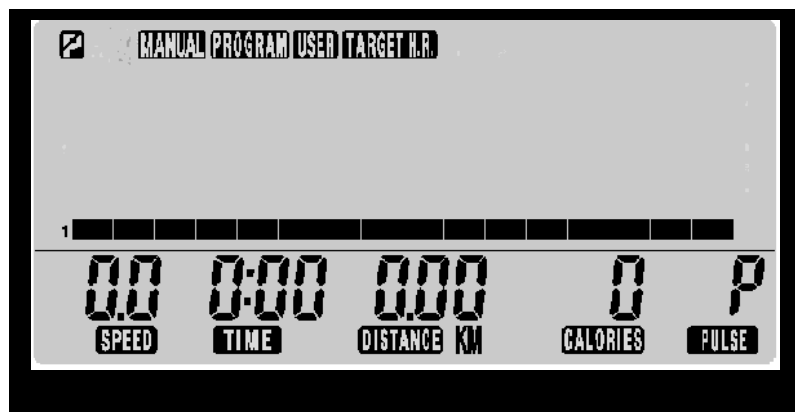 MANUAL PROGRAM USER TARGET H.R.
1
0.0 0:00 0.00 0 P
SPEED TIME DISTANCE KM CALORIES PULSE